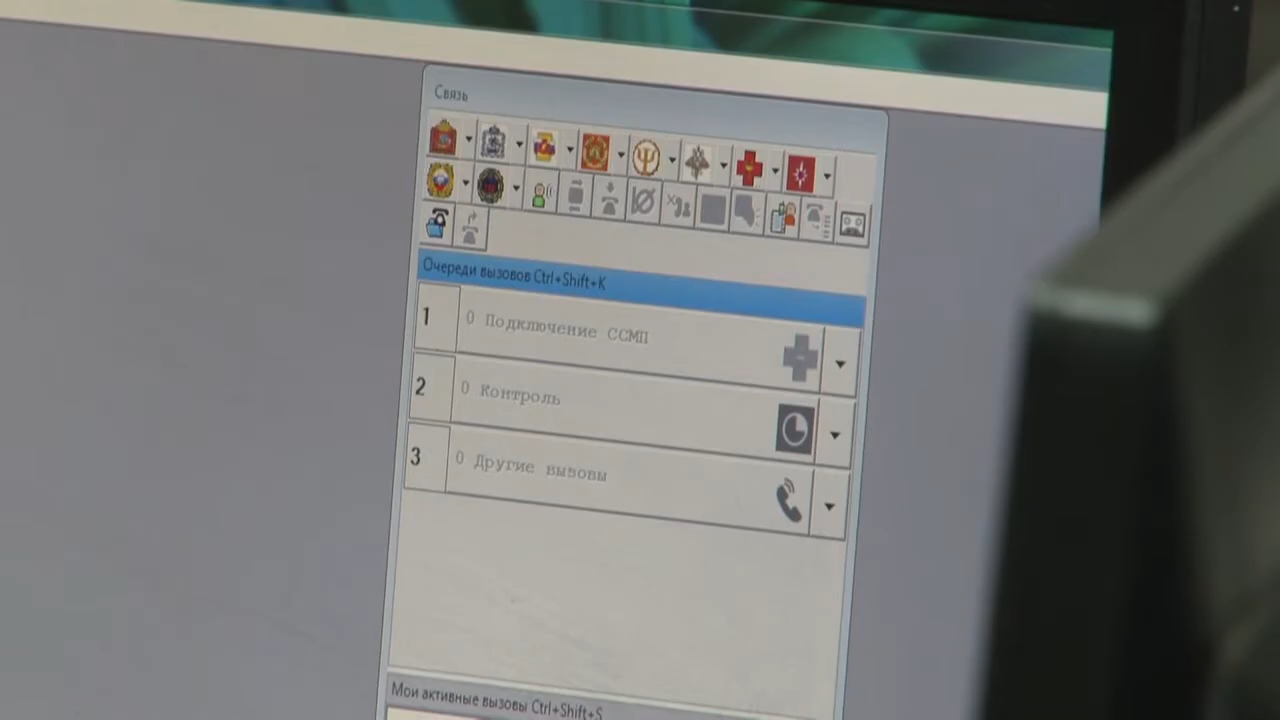 Связь
Очереди вызовов Ctrl+Shift+K
1 0 Подключение ССМП
2 0 Контроль
3 0 Другие вызовы
Мои активные вызовы Ctrl+Shift+S